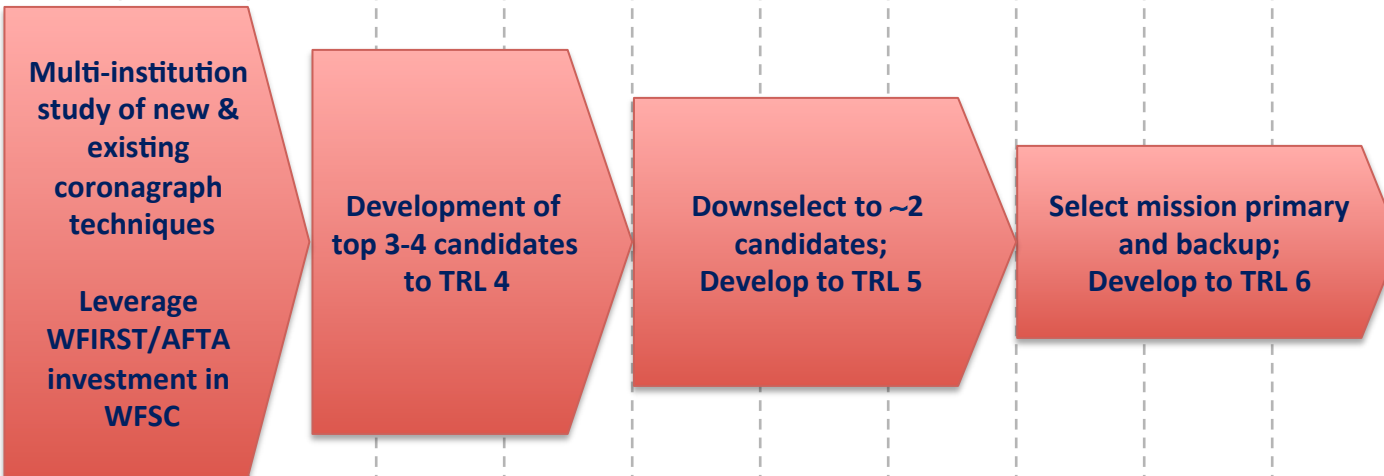 Multi-institution
study of new &
existing
coronagraph
techniques
Leverage
WFIRST/AFTA
investment in
WFSC
Development of
top 3-4 candidates
to TRL 4
Downselect to ~2
candidates;
Develop to TRL 5
Select mission primary
and backup;
Develop to TRL 6